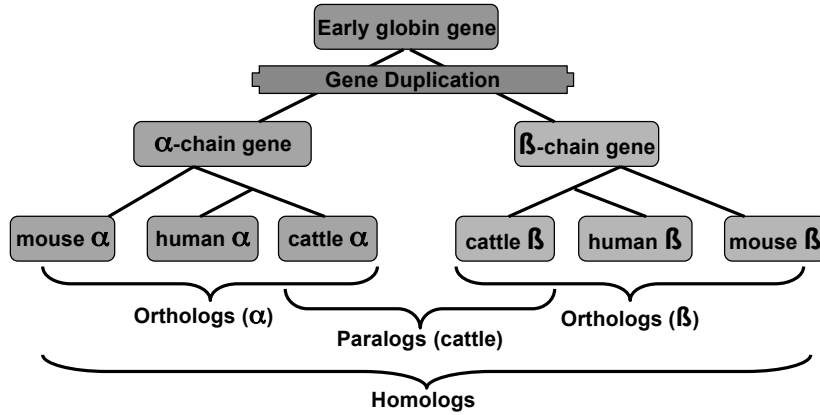 Early globin gene
Gene Duplication
α-chain gene
ß-chain gene
mouse α
human α
cattle α
cattle ß
human ß
mouse ß
Orthologs (α)
Orthologs (ß)
Paralogs (cattle)
Homologs